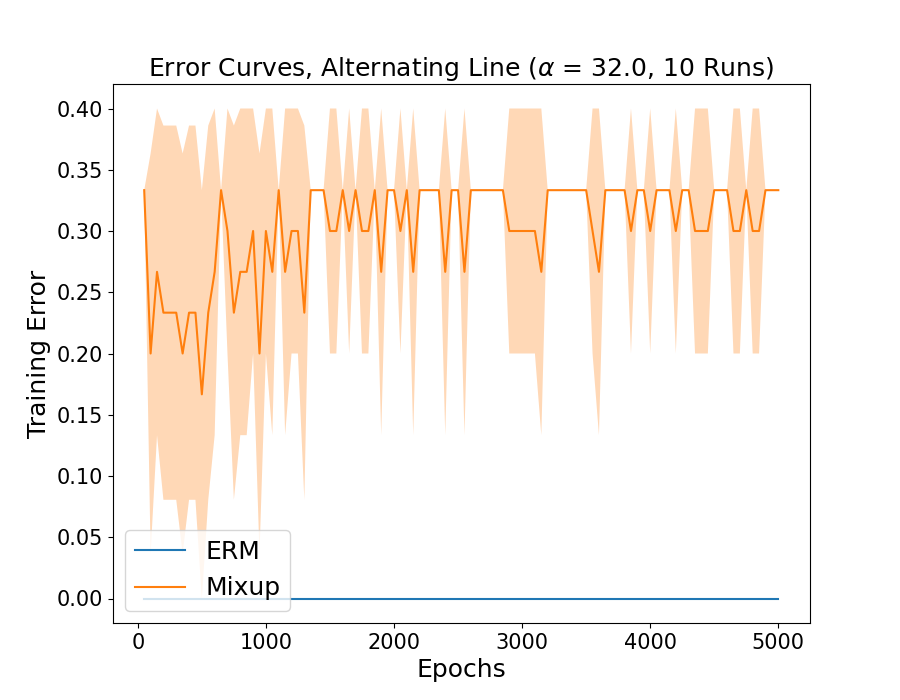 Error Curves, Alternating Line (α = 32.0, 10 Runs)
Training Error
0.40
0.35
0.30
0.25
0.20
0.15
0.10
0.05
0.00
ERM
Mixup
0 1000 2000 3000 4000 5000
Epochs